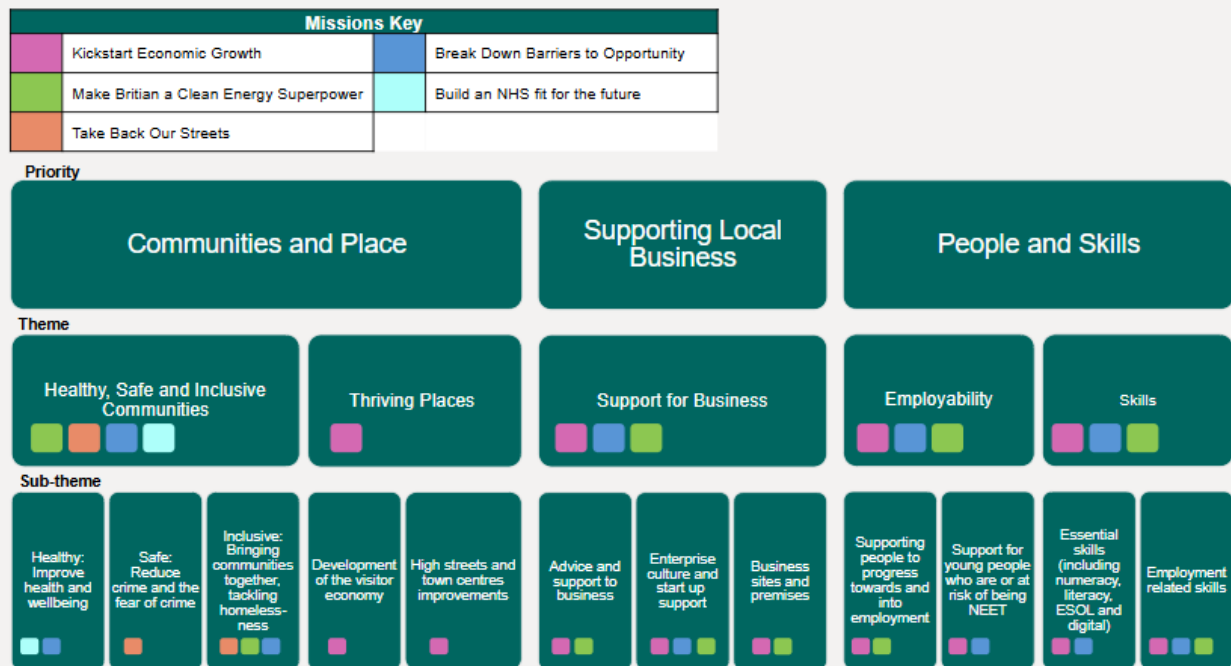 Missions Key
Kickstart Economic Growth
Break Down Barriers to Opportunity
Make Britian a Clean Energy Superpower
Build an NHS fit for the future
Take Back Our Streets
Priority
Communities and Place
Supporting Local
Business
People and Skills
Theme
Healthy, Safe and Inclusive
Communities
Thriving Places
Support for Business
Employability
Skills
Sub-theme
Healthy:
Improve
health and
wellbeing
Safe:
Reduce
crime and the
fear of crime
Inclusive:
Bringing
communities
together,
tackling
homeless-
ness
Development
of the visitor
economy
High streets and
town centres
improvements
Advice and
support to
business
Enterprise
culture and
start up
support
Business
sites and
premises
Supporting
people to
progress
towards and
into
employment
Support for
young people
who are or at
risk of being
NEET
Essential
skills
(including
numeracy,
literacy,
ESOL and
digital)
Employment
related skills